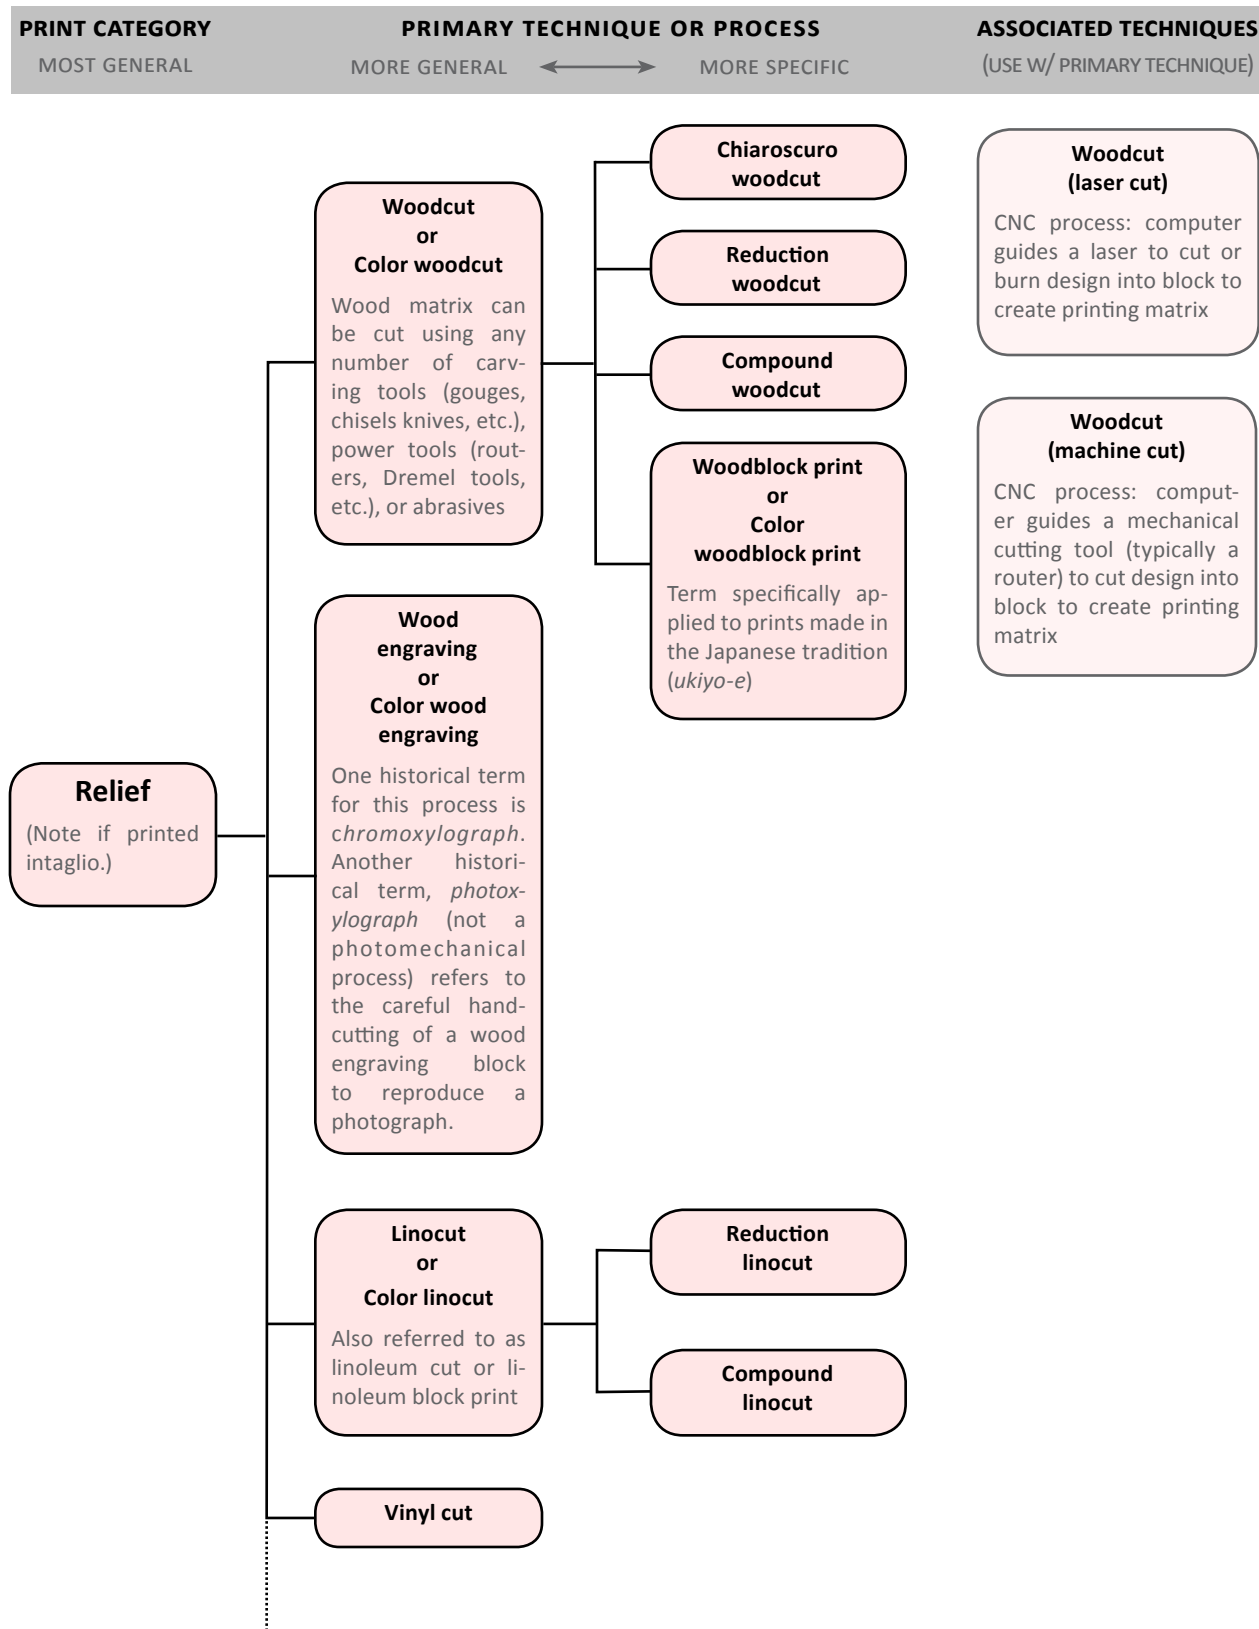 PRINT CATEGORY
MOST GENERAL
PRIMARY TECHNIQUE OR PROCESS
MORE GENERAL
MORE SPECIFIC
ASSOCIATED TECHNIQUES
(USE W/ PRIMARY TECHNIQUE)
Relief
(Note if printed
intaglio.)
Woodcut
or
Color woodcut
Wood matrix can
be cut using any
number of carv-
ing tools (gouges,
chisels knives, etc.),
power tools (rout-
ers, Dremel tools,
etc.), or abrasives
Chiaroscuro
woodcut
Reduction
woodcut
Compound
woodcut
Woodblock print
or
Color
woodblock print
Term specifically ap-
plied to prints made in
the Japanese tradition
(ukiyo-e)
Woodcut
(laser cut)
CNC process: computer
guides a laser to cut or
burn design into block to
create printing matrix
Woodcut
(machine cut)
CNC process: comput-
er guides a mechanical
cutting tool (typically a
router) to cut design into
block to create printing
matrix
Wood
engraving
or
Color wood
engraving
One historical term
for this process is
chromoxylograph.
Another histori-
cal term, photox-
ylograph (not a
photomechanical
process) refers to
the careful hand-
cutting of a wood
engraving block
to reproduce a
photograph.
Linocut
or
Color linocut
Also referred to as
linoleum cut or li-
noleum block print
Reduction
linocut
Compound
linocut
Vinyl cut